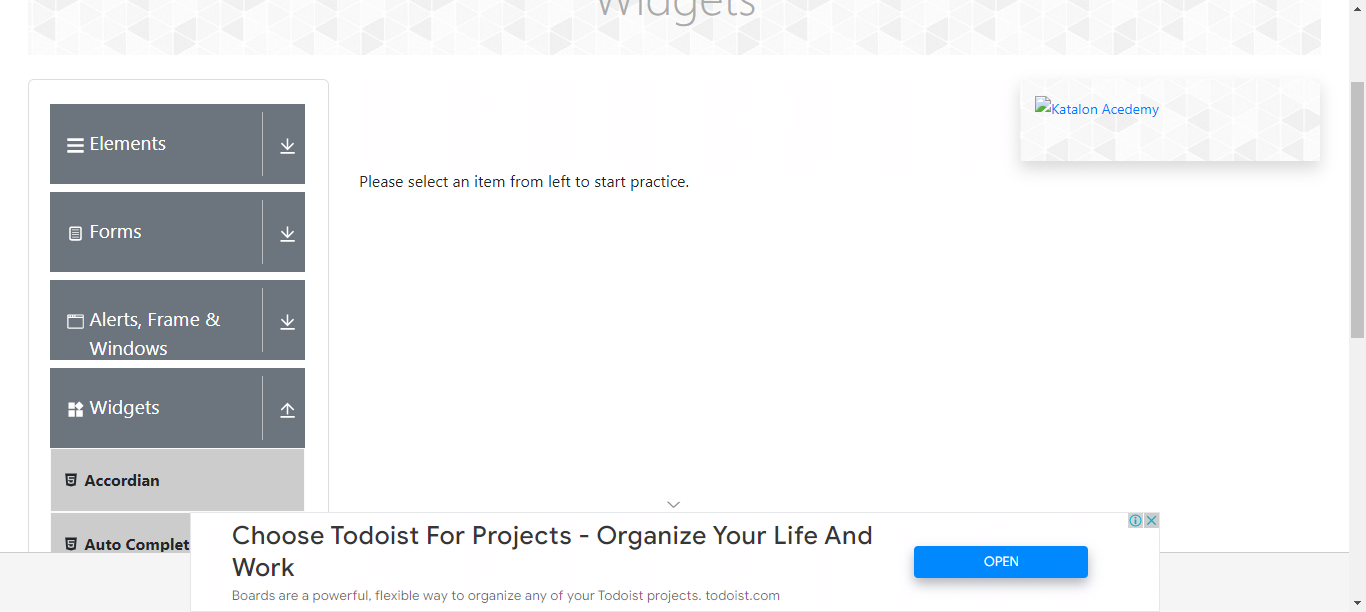 Widgets
Elements
Forms
Alerts, Frame &
Windows
Widgets
Accordian
Auto Complet
Please select an item from left to start practice.
Katalon Acedemy
Choose Todoist For Projects - Organize Your Life And
Work
Boards are a powerful, flexible way to organize any of your Todoist projects. todoist.com
OPEN